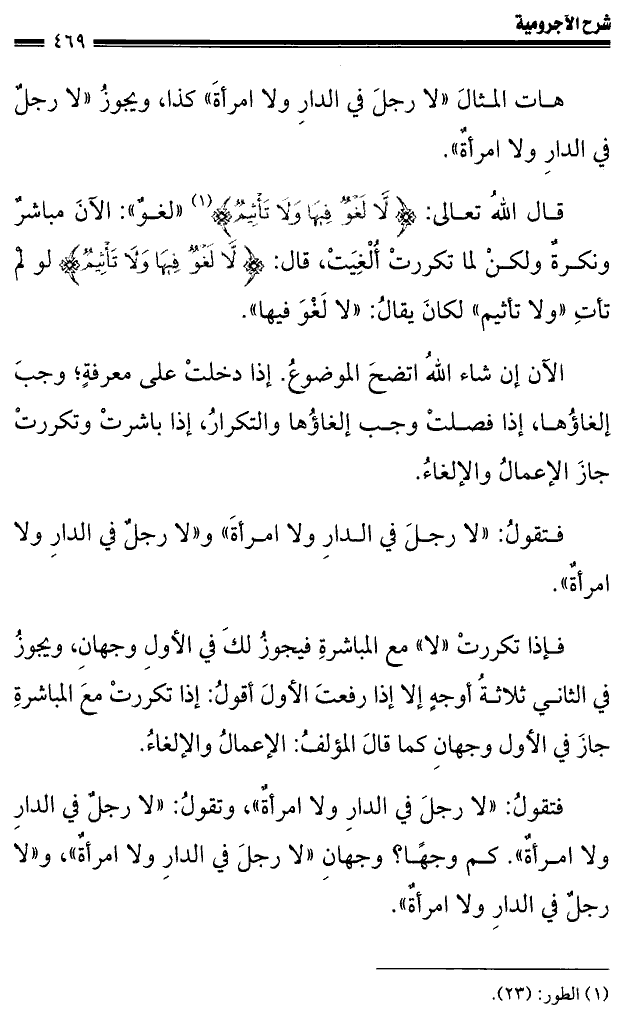 شرح الآجرومية
٤٦٩
هات المثالَ «لا رجلَ في الدارِ ولا امرأةَ» كذا، ويجوزُ «لا رجلٌ
في الدارِ ولا امرأةٌ».
قال اللهُ تعالى: ﴿لَّا لَغْوٌ فِيهَا وَلَا تَأْثِيمٌ﴾(١) «لغوٌ»: الآنَ مباشرٌ
ونكرةٌ ولكنْ لما تكررتْ أُلْغِيَتْ، قال: ﴿لَّا لَغْوٌ فِيهَا وَلَا تَأْثِيمٌ﴾ لو لمْ
تأتِ «ولا تأثيم» لكانَ يقالُ: «لا لَغْوَ فيها».
الآن إن شاء اللهُ اتضحَ الموضوعُ. إذا دخلتْ على معرفةٍ؛ وجبَ
إلغاؤُها، إذا فصلتْ وجب إلغاؤُها والتكرارُ، إذا باشرتْ وتكررتْ
جازَ الإعمالُ والإلغاءُ.
فتقولُ: «لا رجلَ في الدارِ ولا امرأةَ» و«لا رجلٌ في الدارِ ولا
امرأةٌ».
فإذا تكررتْ «لا» مع المباشرةِ فيجوزُ لكَ في الأولِ وجهانِ، ويجوزُ
في الثاني ثلاثةُ أوجهٍ إلا إذا رفعتَ الأولَ أقولُ: إذا تكررتْ معَ المباشرةِ
جازَ في الأول وجهانِ كما قالَ المؤلفُ: الإعمالُ والإلغاءُ.
فتقولُ: «لا رجلَ في الدارِ ولا امرأةٌ»، وتقولُ: «لا رجلٌ في الدارِ
ولا امرأةٌ». كم وجهًا؟ وجهانِ «لا رجلَ في الدارِ ولا امرأةٌ»، و«لا
رجلٌ في الدارِ ولا امرأةٌ».
(١) الطور: (٢٣).